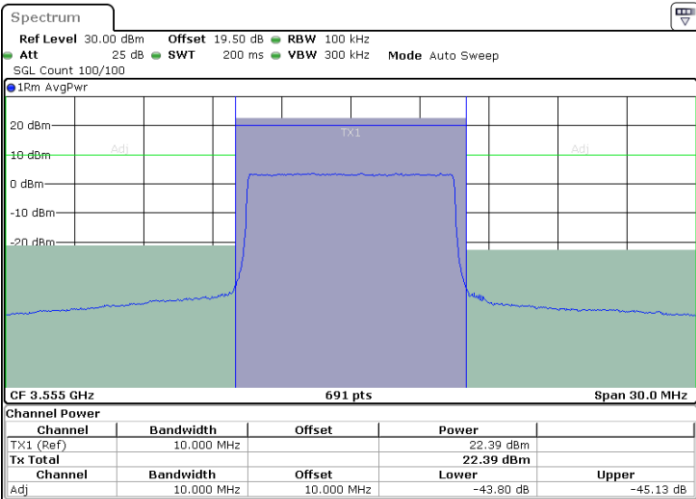 Spectrum
Ref Level 30.00 dBm Offset 19.50 dB RBW 100 kHz
Att 25 dB SWT 200 ms VBW 300 kHz Mode Auto Sweep
SGL Count 100/100
1Rm AvgPwr
20 dBm
TX1
10 dBm Adj Adj
0 dBm
-10 dBm
-20 dBm
CF 3.555 GHz 691 pts Span 30.0 MHz
Channel Power
Channel Bandwidth Offset Power
TX1 (Ref) 10.000 MHz 22.39 dBm
Tx Total 22.39 dBm
Channel Bandwidth Offset Lower Upper
Adj 10.000 MHz 10.000 MHz -43.80 dB -45.13 dB